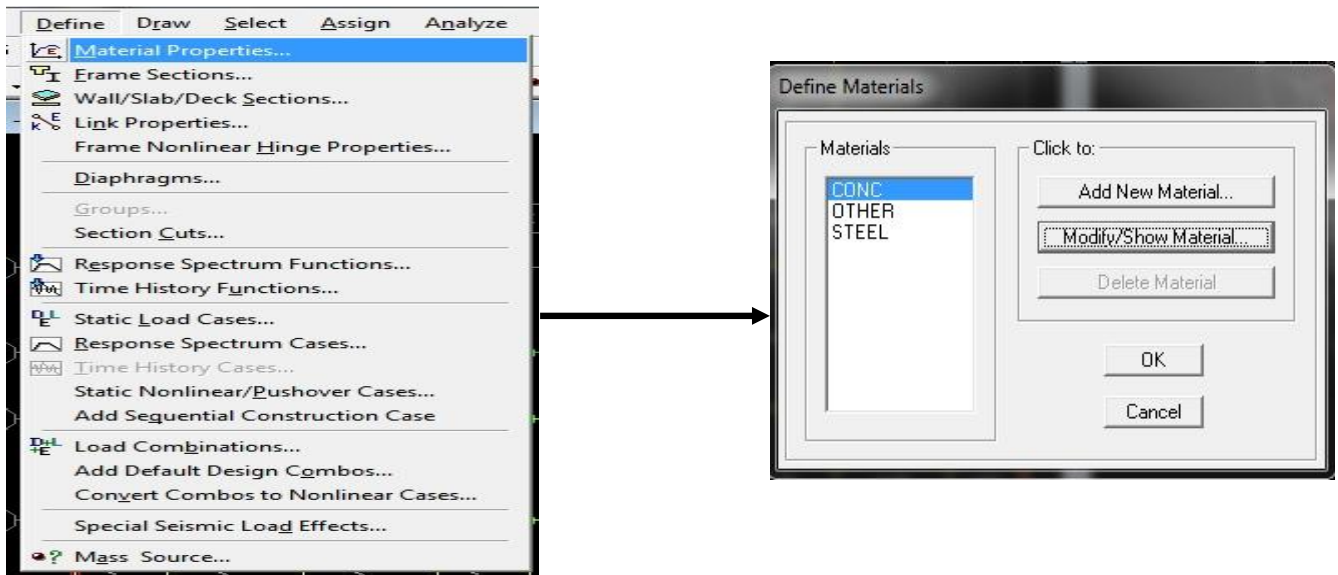 Define Draw Select Assign Analyze
Material Properties...
Frame Sections...
Wall/Slab/Deck Sections...
Link Properties...
Frame Nonlinear Hinge Properties...
Diaphragms...
Groups...
Section Cuts...
Response Spectrum Functions...
Time History Functions...
Static Load Cases...
Response Spectrum Cases...
Time History Cases...
Static Nonlinear/Pushover Cases...
Add Sequential Construction Case
Load Combinations...
Add Default Design Combos...
Convert Combos to Nonlinear Cases...
Special Seismic Load Effects...
Mass Source...
Define Materials
Materials
CONC
OTHER
STEEL
Click to:
Add New Material...
Modify/Show Material...
Delete Material
OK
Cancel